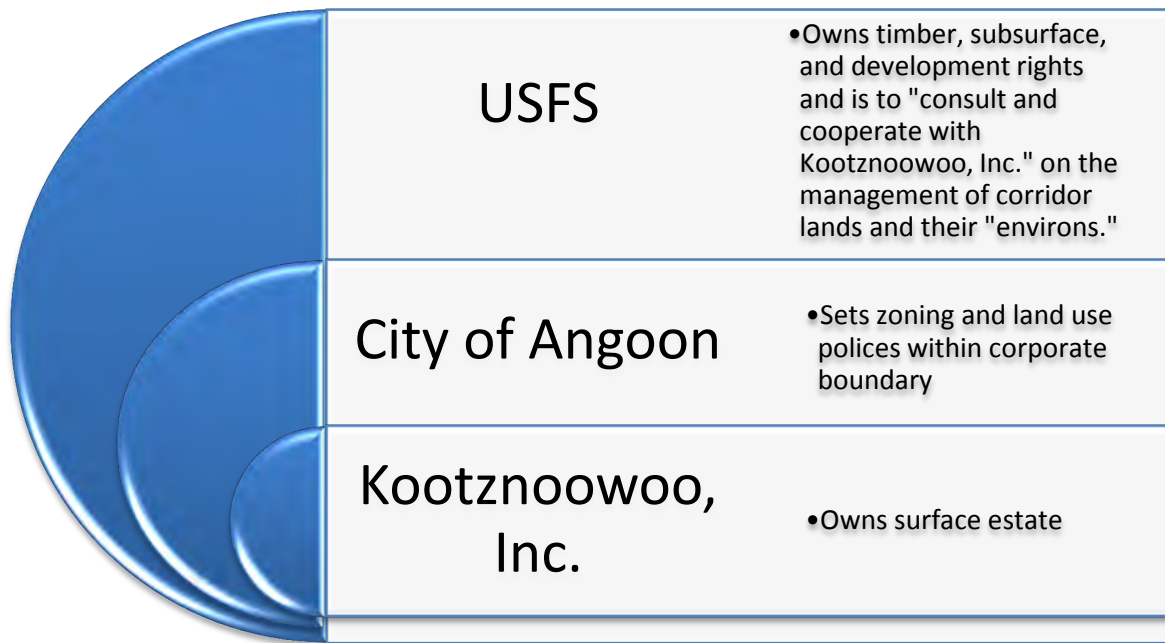 USFS
•Owns timber, subsurface,
and development rights
and is to "consult and
cooperate with
Kootznoowoo, Inc." on the
management of corridor
lands and their "environs."
City of Angoon
•Sets zoning and land use
polices within corporate
boundary
Kootznoowoo,
Inc.
•Owns surface estate